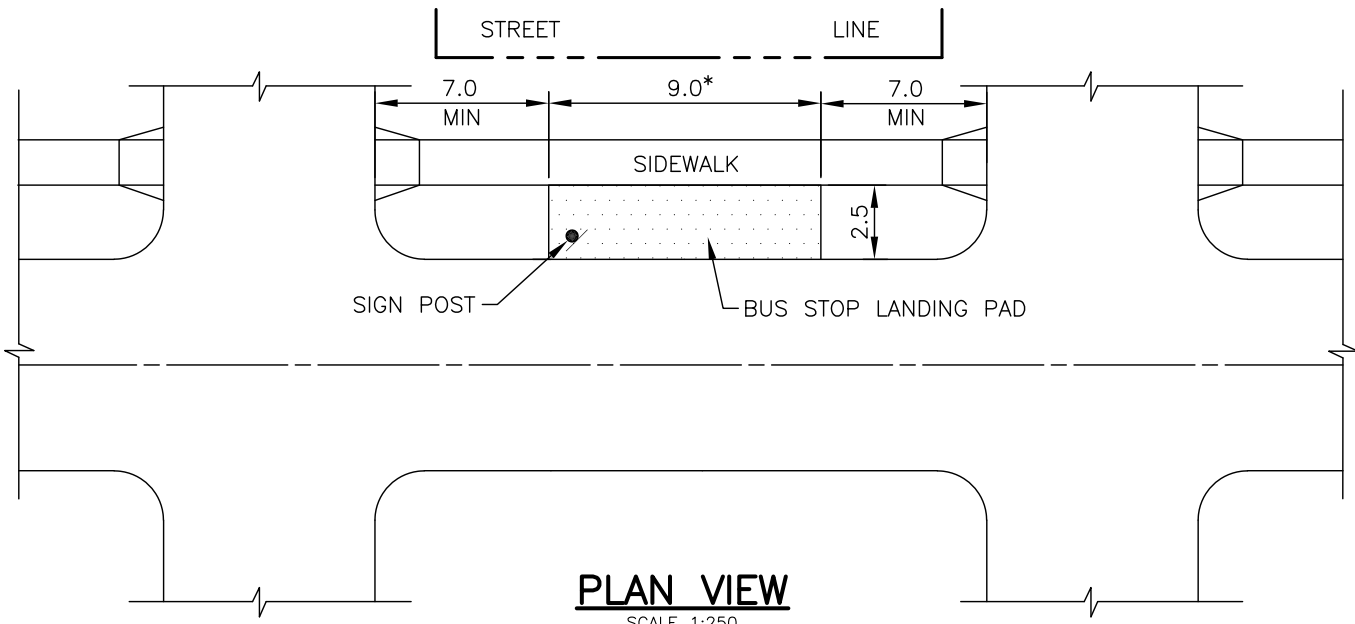 STREET LINE
7.0 9.0* 7.0
MIN MIN
SIDEWALK
2.5
SIGN POST BUS STOP LANDING PAD
PLAN VIEW
SCALE 1:250